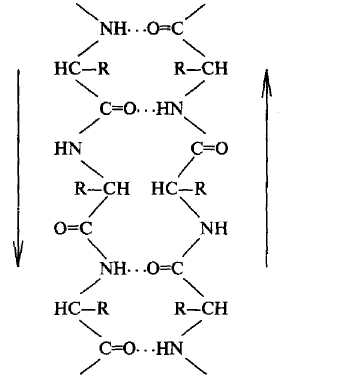 NH···O=C
HC–R R–CH
C=O···HN
HN C=O
R–CH HC–R
O=C NH
NH···O=C
HC–R R–CH
C=O···HN